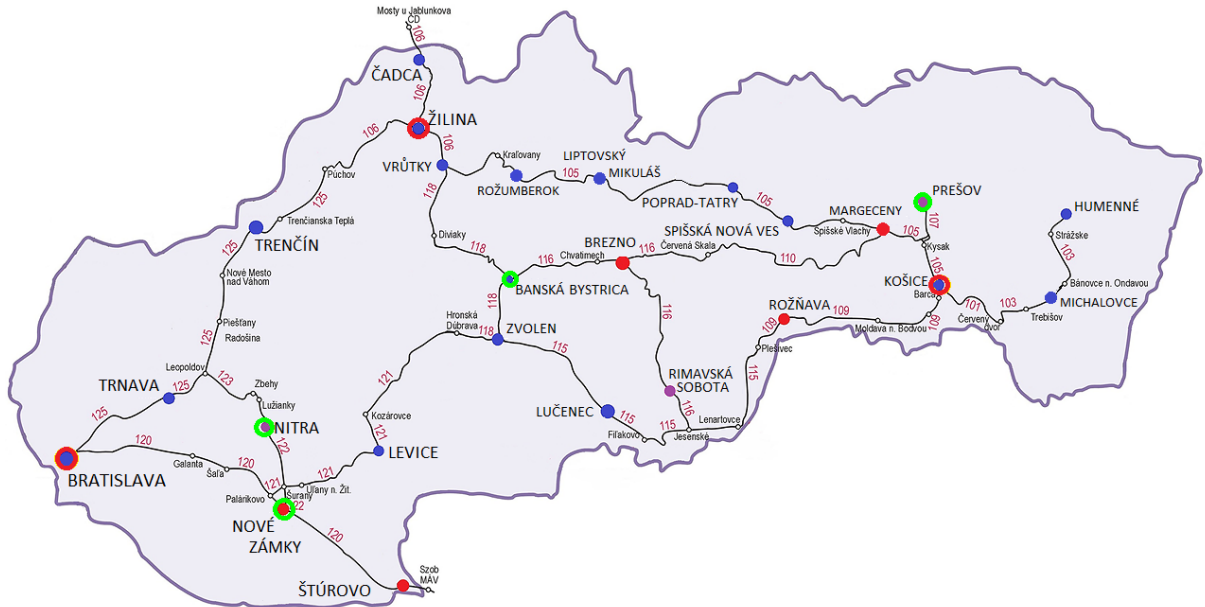 Mosty u Jablunkova
ČD
106
ČADCA
106
ŽILINA
106
106
Púchov
125
VRÚTKY
Kraľovany
ROŽUMBEROK
105
LIPTOVSKÝ
MIKULÁŠ
POPRAD-TATRY
105
118
Trenčianska Teplá
TRENČÍN
125
Diviaky
118
SPIŠSKÁ NOVÁ VES
MARGECENY
Spišské Vlachy
105
PREŠOV
107
Kysak
105
HUMENNÉ
Strážske
103
Bánovce n. Ondavou
MICHALOVCE
Nové Mesto
nad Váhom
BREZNO
Chvatimech
116
116
Červená Skala
110
BANSKÁ BYSTRICA
118
KOŠICE
Barca
109
101
103
Trebišov
Červený
dvor
ROŽŇAVA
109
109
Moldava n. Bodvou
Plešivec
115
116
Piešťany
Radošina
125
Hronská
Dúbrava
118
ZVOLEN
115
Leopoldov
123
Zbehy
Lužianky
TRNAVA
125
125
121
RIMAVSKÁ
SOBOTA
116
LUČENEC
115
Fiľakovo
115
Jesenské
Lenartovce
Kozárovce
121
LEVICE
NITRA
122
BRATISLAVA
120
Galanta
Šaľa
120
121
121
Úľany n. Žit.
Palárikovo
Šurany
122
NOVÉ
ZÁMKY
120
ŠTÚROVO
Szob
MÁV